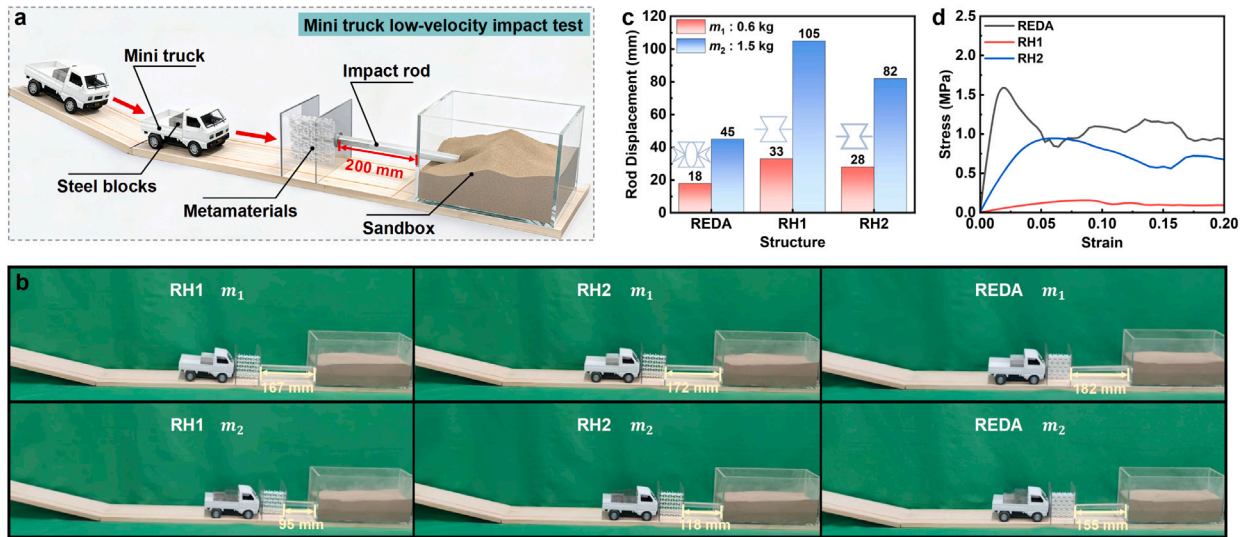 a
Mini truck low-velocity impact test
Mini truck
Impact rod
200 mm
Steel blocks
Metamaterials
Sandbox
c
Rod Displacement (mm)
120
100
80
60
40
20
0
m₁ : 0.6 kg
m₂ : 1.5 kg
18
45
33
105
28
82
REDA
RH1
RH2
Structure
d
Stress (MPa)
2.5
2.0
1.5
1.0
0.5
0.0
REDA
RH1
RH2
0.00
0.05
0.10
0.15
0.20
Strain
b
RH1 m₁
167 mm
RH2 m₁
172 mm
REDA m₁
182 mm
RH1 m₂
95 mm
RH2 m₂
118 mm
REDA m₂
155 mm